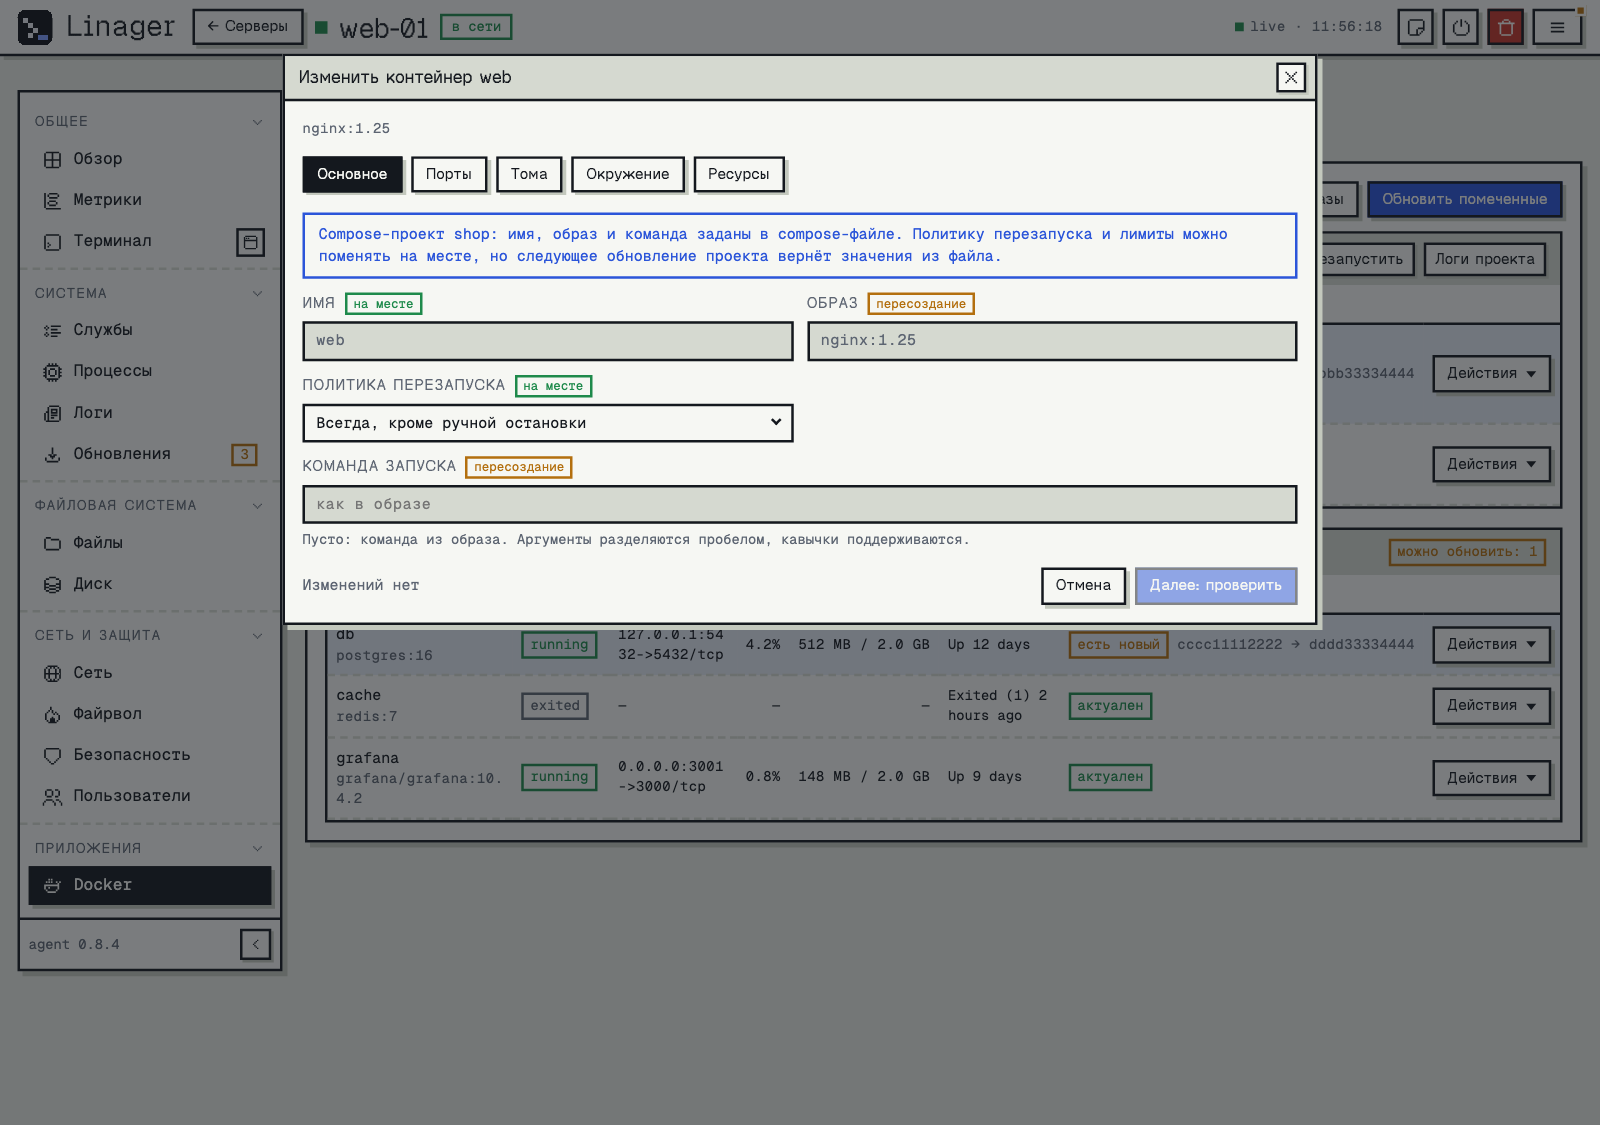 Linager
← Серверы
web-01
в сети
live · 11:56:18
Изменить контейнер web
nginx:1.25
Основное
Порты
Тома
Окружение
Ресурсы
Compose-проект shop: имя, образ и команда заданы в compose-файле. Политику перезапуска и лимиты можно
поменять на месте, но следующее обновление проекта вернёт значения из файла.
ИМЯ на месте
ОБРАЗ пересоздание
web
nginx:1.25
ПОЛИТИКА ПЕРЕЗАПУСКА на месте
Всегда, кроме ручной остановки
КОМАНДА ЗАПУСКА пересоздание
как в образе
Пусто: команда из образа. Аргументы разделяются пробелом, кавычки поддерживаются.
Изменений нет
Отмена
Далее: проверить
ОБЩЕЕ
Обзор
Метрики
Терминал
СИСТЕМА
Службы
Процессы
Логи
Обновления 3
ФАЙЛОВАЯ СИСТЕМА
Файлы
Диск
СЕТЬ И ЗАЩИТА
Сеть
Файрвол
Безопасность
Пользователи
ПРИЛОЖЕНИЯ
Docker
agent 0.8.4
Обновить помеченные
Логи проекта
bbb33334444
Действия
Действия
можно обновить: 1
db
postgres:16
running
127.0.0.1:54
32->5432/tcp
4.2%
512 MB / 2.0 GB
Up 12 days
есть новый
cccc11112222 → dddd33334444
Действия
cache
redis:7
exited
—
—
—
Exited (1) 2
hours ago
актуален
Действия
grafana
grafana/grafana:10.
4.2
running
0.0.0.0:3001
->3000/tcp
0.8%
148 MB / 2.0 GB
Up 9 days
актуален
Действия